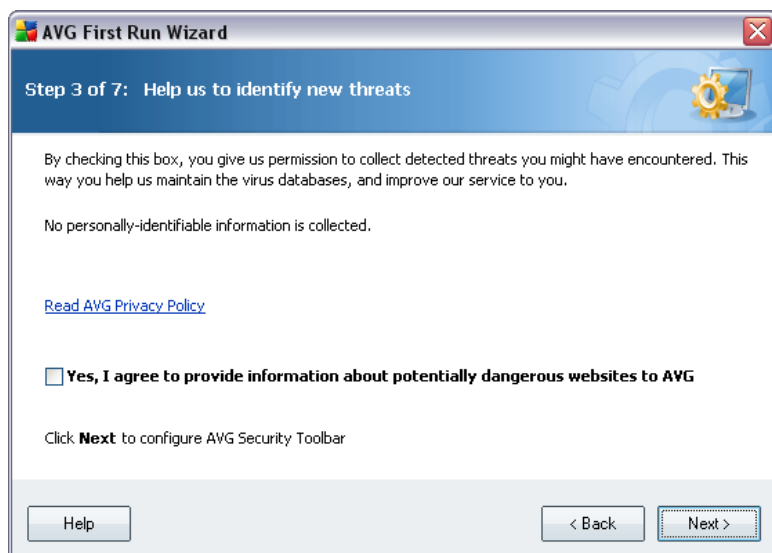 AVG First Run Wizard
Step 3 of 7: Help us to identify new threats
By checking this box, you give us permission to collect detected threats you might have encountered. This
way you help us maintain the virus databases, and improve our service to you.
No personally-identifiable information is collected.
Read AVG Privacy Policy
Yes, I agree to provide information about potentially dangerous websites to AVG
Click Next to configure AVG Security Toolbar
Help
< Back
Next >